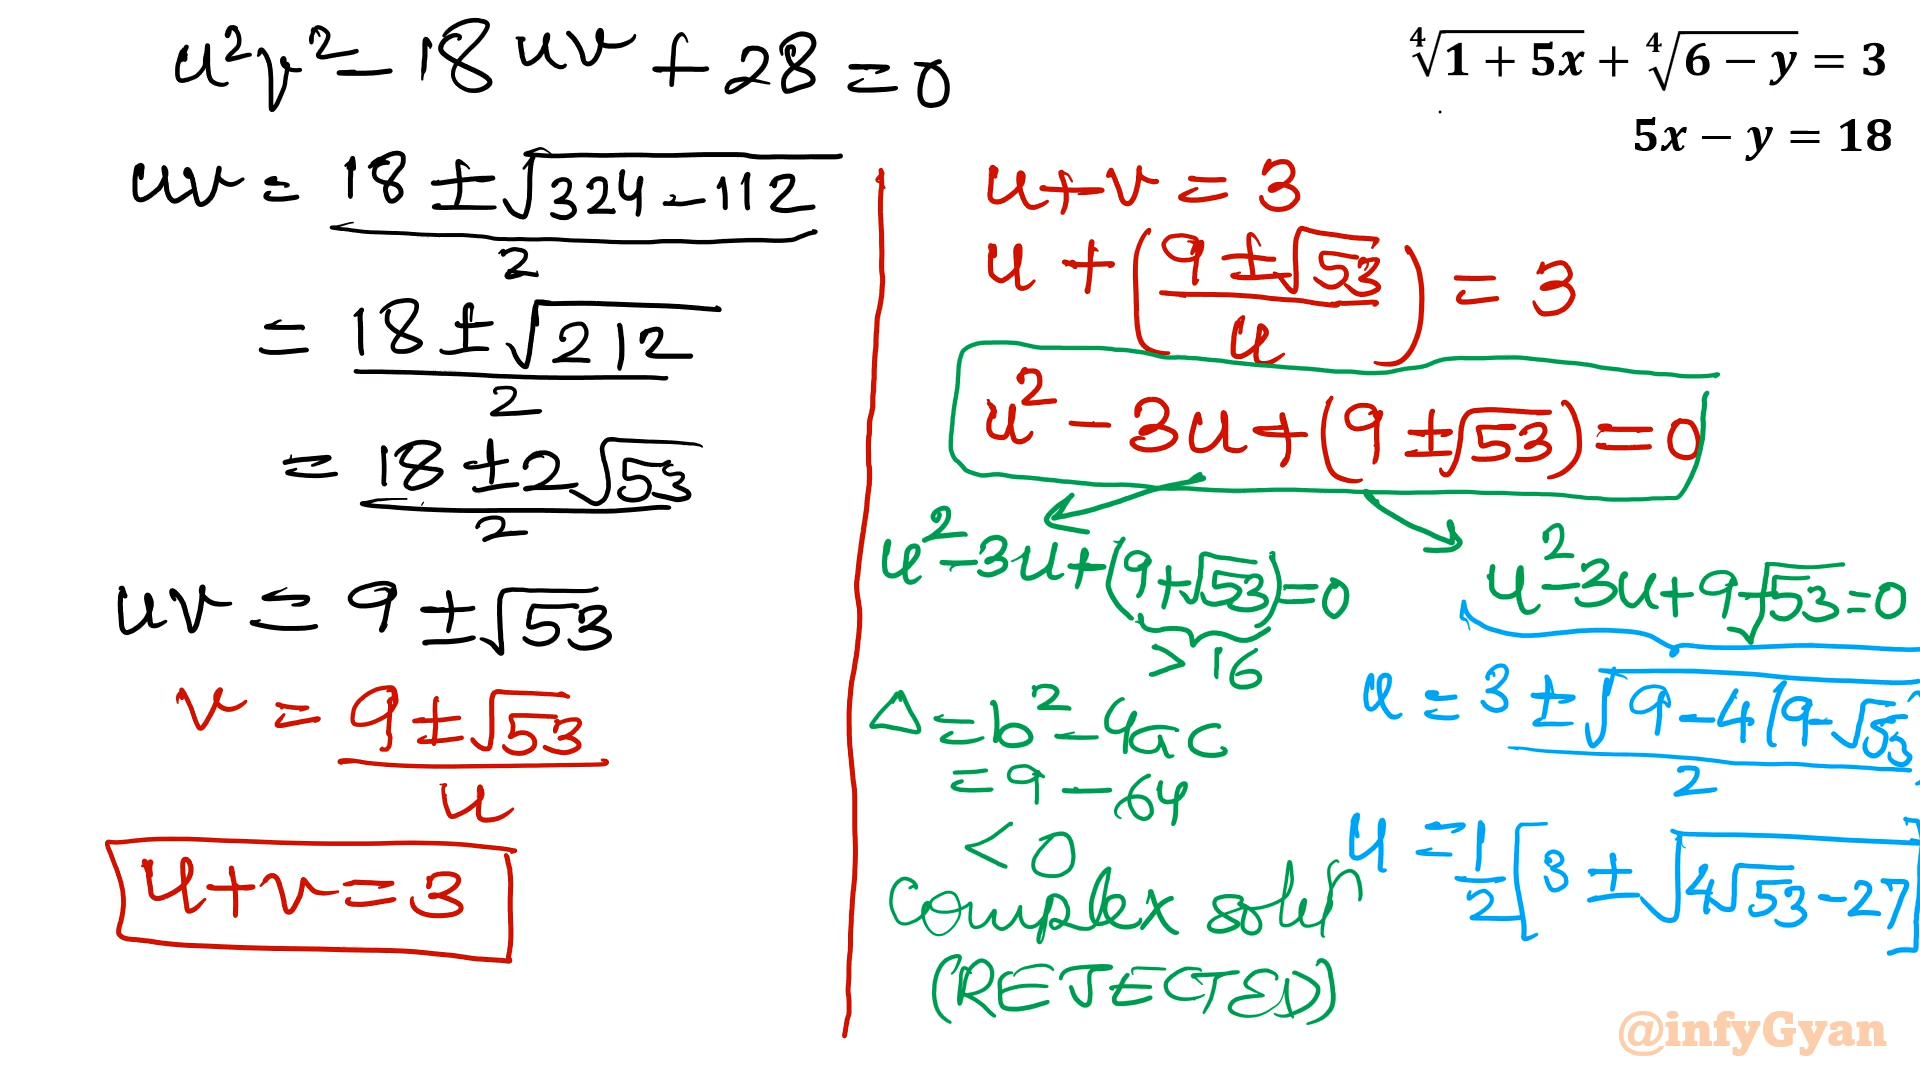 u²v² - 18uv + 28 = 0
uv = (18 ± √(324 - 112))/2
= (18 ± √212)/2
= (18 ± 2√53)/2
uv = 9 ± √53
v = (9 ± √53)/u
u + v = 3
⁴√(1 + 5x) + ⁴√(6 − y) = 3
5x − y = 18
u + v = 3
u + ((9 ± √53)/u) = 3
u² - 3u + (9 ± √53) = 0
u² - 3u + (9 + √53) = 0
> 16
Δ = b² - 4ac
= 9 - 64
< 0
complex soluⁿ
(REJECTED)
u² - 3u + 9 - √53 = 0
u = (3 ± √(9 - 4(9 - √53)))/2
u = 1/2 [3 ± √(4√53 - 27)]
@infyGyan